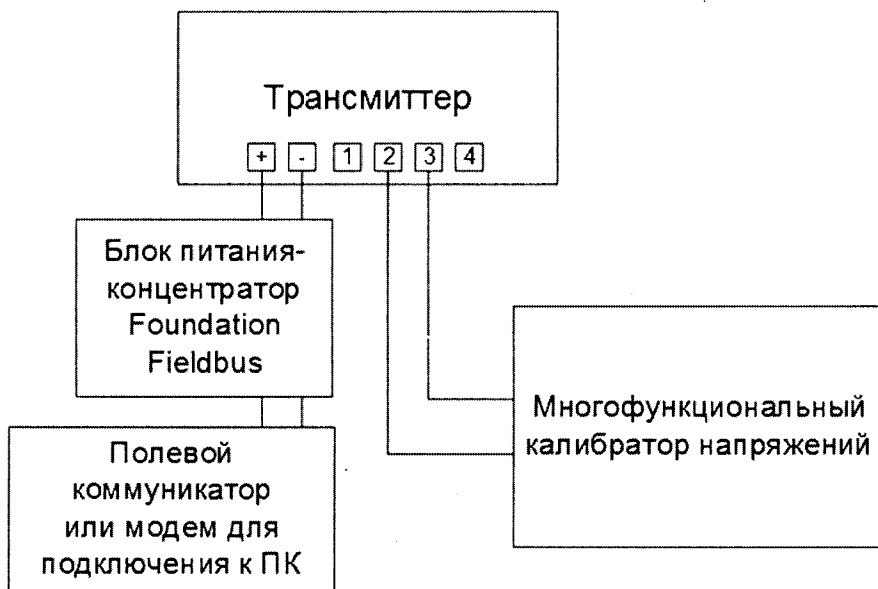 Трансмиттер
+ - 1 2 3 4
Блок питания-
концентратор
Foundation
Fieldbus
Многофункциональный
калибратор напряжений
Полевой
коммуникатор
или модем для
подключения к ПК